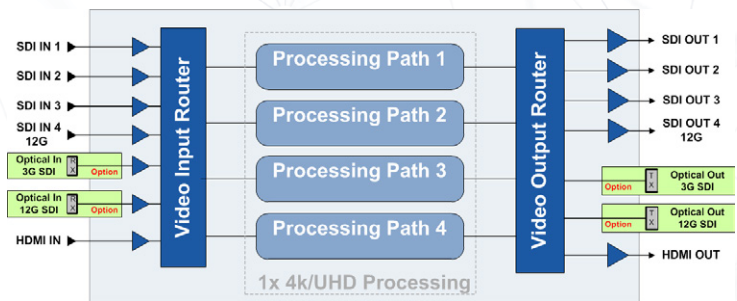 SDI IN 1
SDI IN 2
SDI IN 3
SDI IN 4
12G
Optical In
3G SDI
R
X
Option
Optical In
12G SDI
R
X
Option
HDMI IN
Video Input Router
Processing Path 1
Processing Path 2
Processing Path 3
Processing Path 4
1x 4k/UHD Processing
Video Output Router
SDI OUT 1
SDI OUT 2
SDI OUT 3
SDI OUT 4
12G
Option
T
X
Optical Out
3G SDI
Option
T
X
Optical Out
12G SDI
HDMI OUT